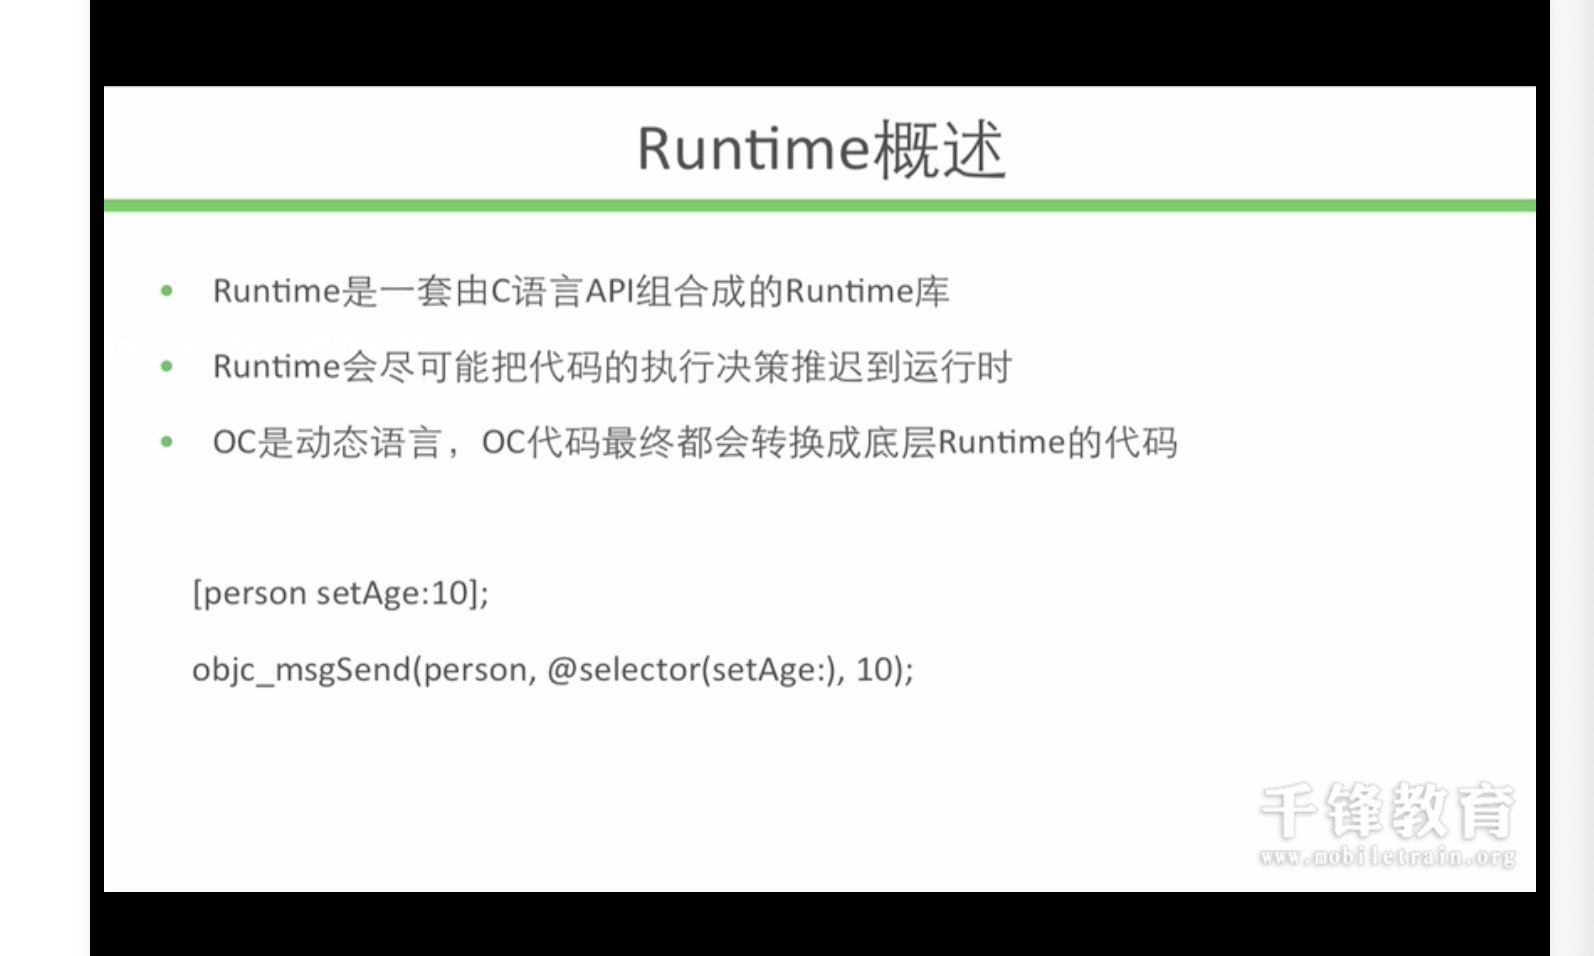 Runtime概述
Runtime是一套由C语言API组合成的Runtime库
Runtime会尽可能把代码的执行决策推迟到运行时
OC是动态语言，OC代码最终都会转换成底层Runtime的代码
[person setAge:10];
objc_msgSend(person, @selector(setAge:), 10);
千锋教育
www.mobiletrain.org